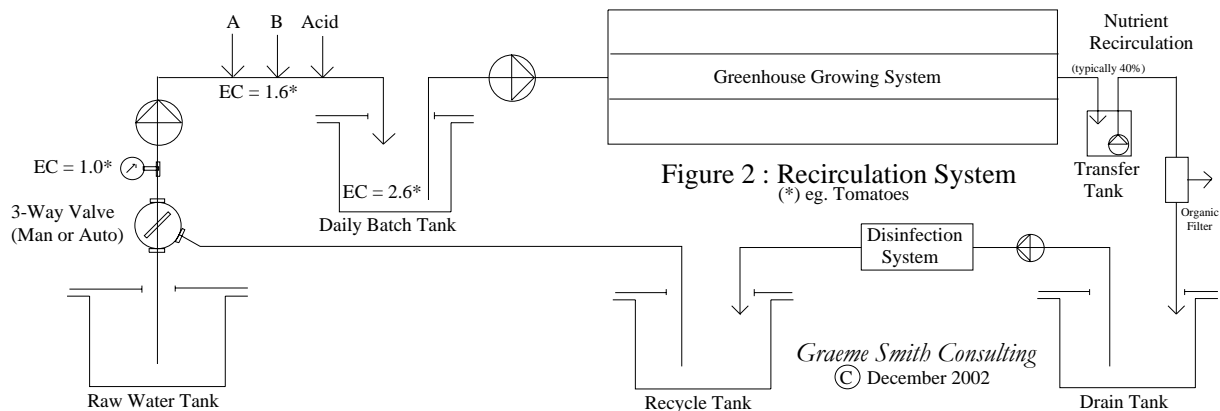 A B Acid
EC = 1.6*
EC = 1.0*
3-Way Valve
(Man or Auto)
EC = 2.6*
Daily Batch Tank
Raw Water Tank
Greenhouse Growing System
Nutrient
Recirculation
(typically 40%)
Transfer
Tank
Organic
Filter
Figure 2 : Recirculation System
(*) eg. Tomatoes
Disinfection
System
Recycle Tank
Drain Tank
Graeme Smith Consulting
© December 2002